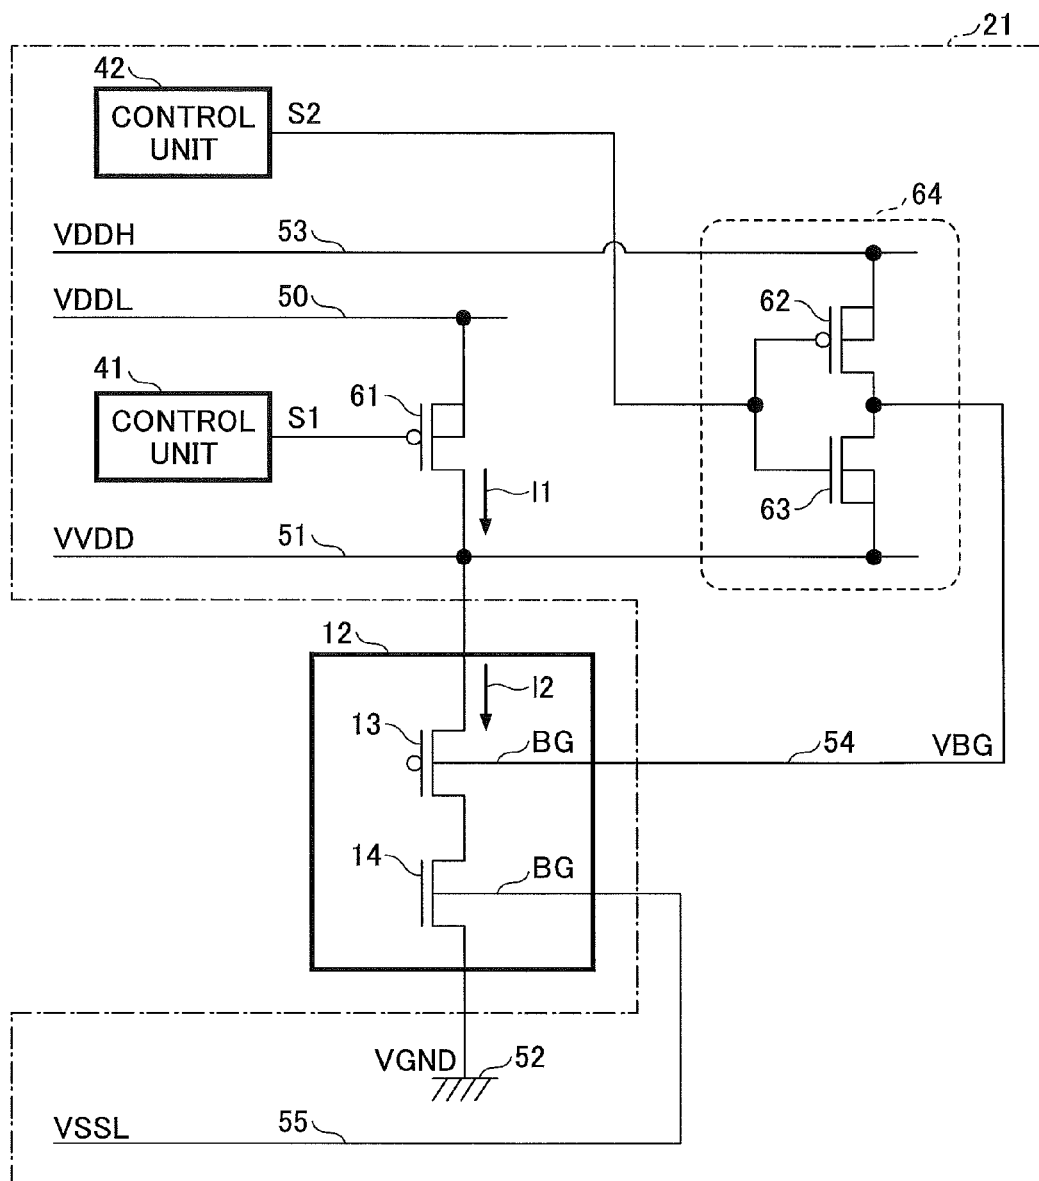 21
42
CONTROL
UNIT
S2
64
VDDH
53
VDDL
50
62
41
CONTROL
UNIT
S1
61
I1
63
VVDD
51
12
I2
13
BG
54
VBG
14
BG
VGND
52
VSSL
55